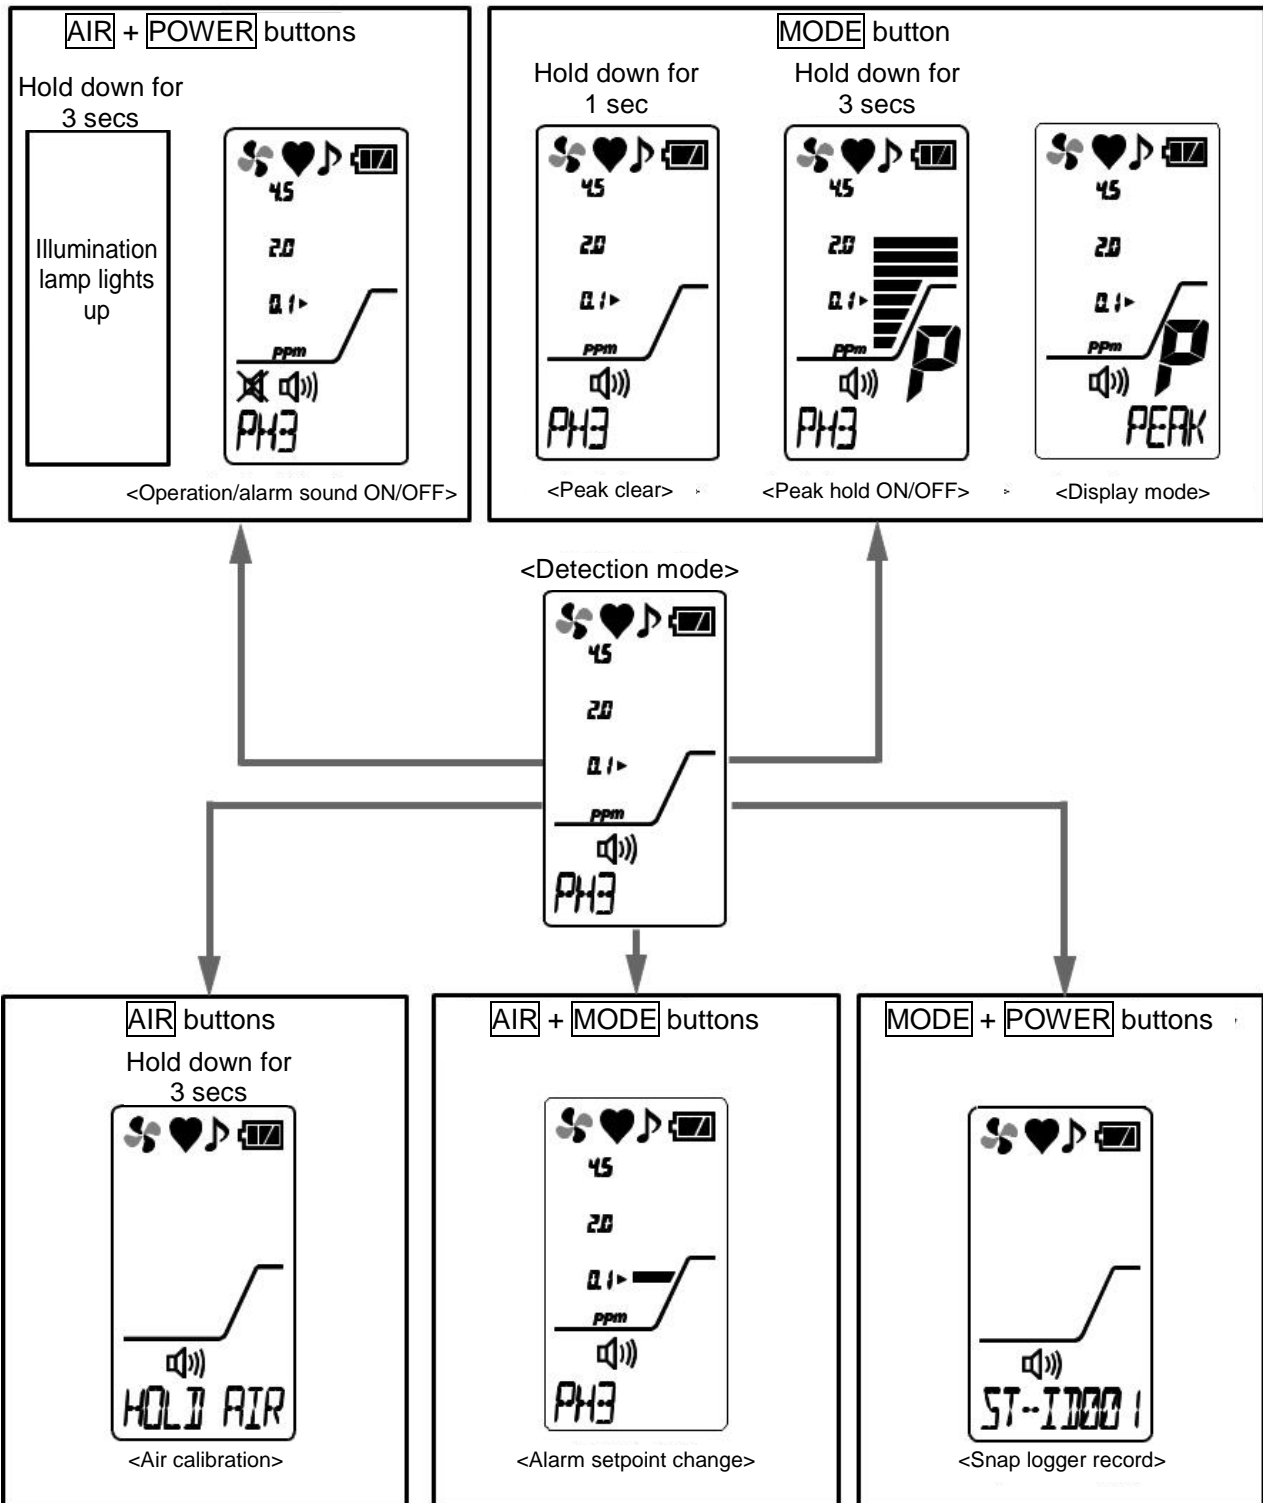 AIR + POWER buttons
Hold down for
3 secs
Illumination
lamp lights
up
4.5
2.0
0.1
ppm
PH3
<Operation/alarm sound ON/OFF>
MODE button
Hold down for
1 sec
4.5
2.0
0.1
ppm
PH3
<Peak clear>
Hold down for
3 secs
4.5
2.0
0.1
ppm
P
PH3
<Peak hold ON/OFF>
4.5
2.0
0.1
ppm
P
PEAK
<Display mode>
<Detection mode>
4.5
2.0
0.1
ppm
PH3
AIR buttons
Hold down for
3 secs
HOLD AIR
<Air calibration>
AIR + MODE buttons
4.5
2.0
0.1
ppm
PH3
<Alarm setpoint change>
MODE + POWER buttons
ST--ID001
<Snap logger record>